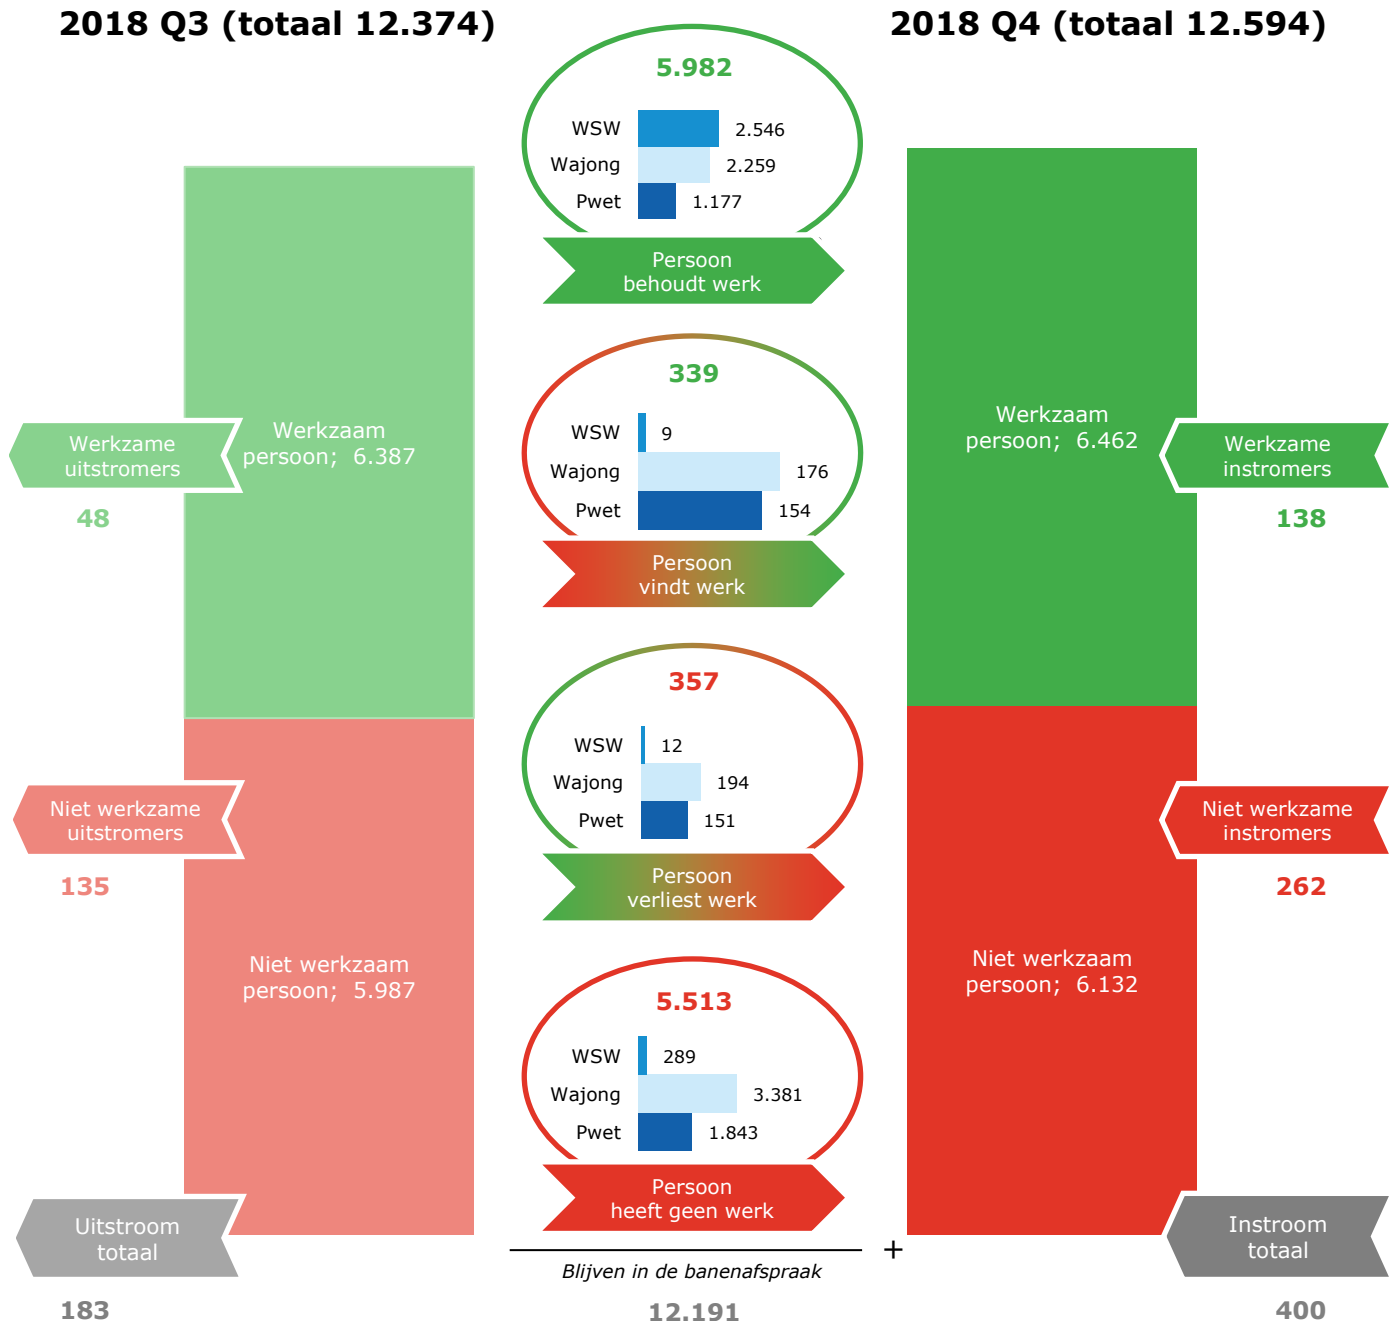 2018 Q3 (totaal 12.374)
2018 Q4 (totaal 12.594)
5.982
WSW 2.546
Wajong 2.259
Pwet 1.177
Persoon
behoudt werk
339
WSW 9
Wajong 176
Pwet 154
Persoon
vindt werk
357
WSW 12
Wajong 194
Pwet 151
Persoon
verliest werk
5.513
WSW 289
Wajong 3.381
Pwet 1.843
Persoon
heeft geen werk
Blijven in de banenafspraak
12.191
+
Werkzaam
persoon; 6.387
Werkzame
uitstromers
48
Niet werkzame
uitstromers
135
Niet werkzaam
persoon; 5.987
Uitstroom
totaal
183
Werkzaam
persoon; 6.462
Werkzame
instromers
138
Niet werkzame
instromers
262
Niet werkzaam
persoon; 6.132
Instroom
totaal
400